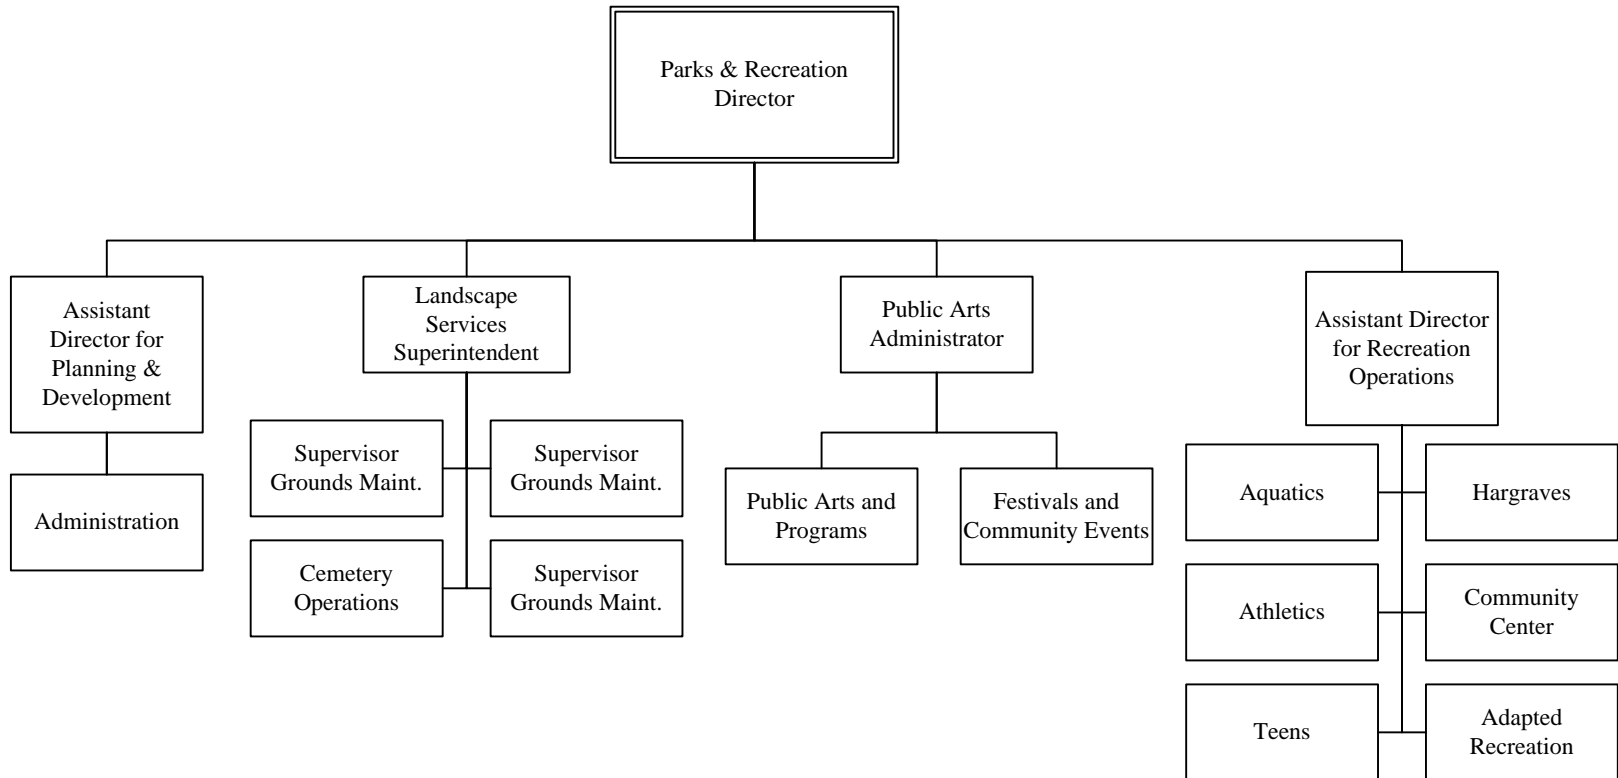 Parks & Recreation
Director
Assistant
Director for
Planning &
Development
Landscape
Services
Superintendent
Public Arts
Administrator
Assistant Director
for Recreation
Operations
Administration
Supervisor
Grounds Maint.
Supervisor
Grounds Maint.
Cemetery
Operations
Supervisor
Grounds Maint.
Public Arts and
Programs
Festivals and
Community Events
Aquatics
Hargraves
Athletics
Community
Center
Teens
Adapted
Recreation